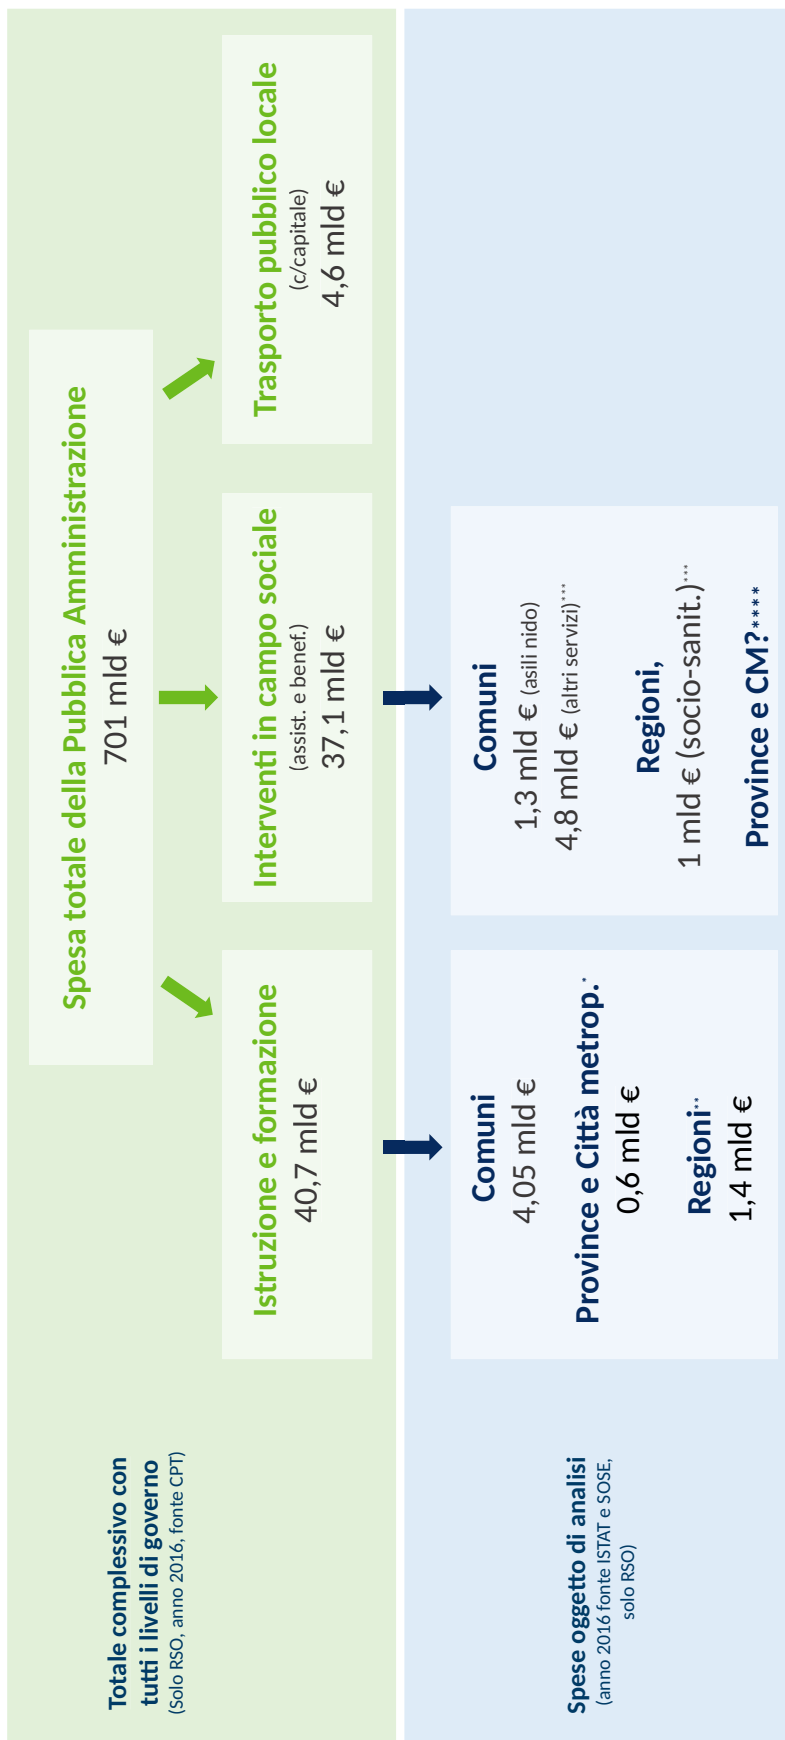 Totale complessivo con
tutti i livelli di governo
(Solo RSO, anno 2016, fonte CPT)
Spesa totale della Pubblica Amministrazione
701 mld €
Istruzione e formazione
40,7 mld €
Interventi in campo sociale
(assist. e benef.)
37,1 mld €
Trasporto pubblico locale
(c/capitale)
4,6 mld €
Spese oggetto di analisi
(anno 2016 fonte ISTAT e SOSE,
solo RSO)
Comuni
4,05 mld €
Province e Città metrop.*
0,6 mld €
Regioni**
1,4 mld €
Comuni
1,3 mld € (asili nido)
4,8 mld € (altri servizi)***
Regioni,
1 mld € (socio-sanit.)***
Province e CM?****